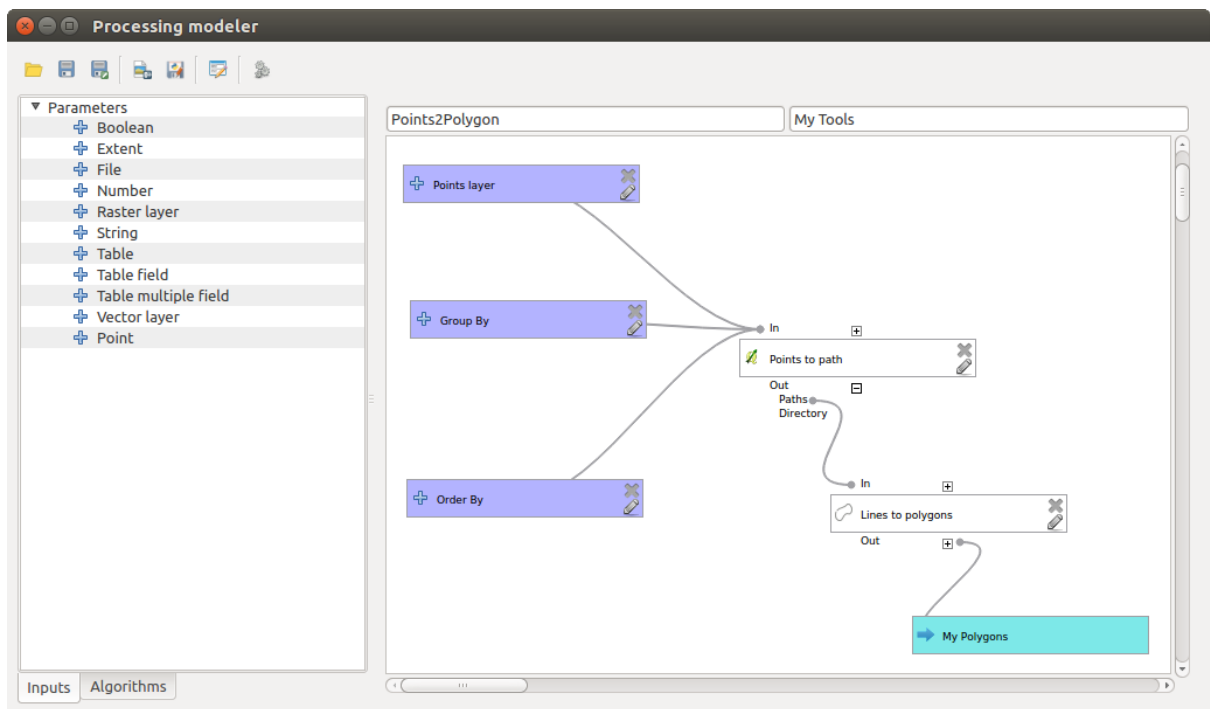 Processing modeler
Parameters
Boolean
Extent
File
Number
Raster layer
String
Table
Table field
Table multiple field
Vector layer
Point
Inputs
Algorithms
Points2Polygon
My Tools
Points layer
Group By
Order By
In
Points to path
Out
Paths
Directory
In
Lines to polygons
Out
My Polygons